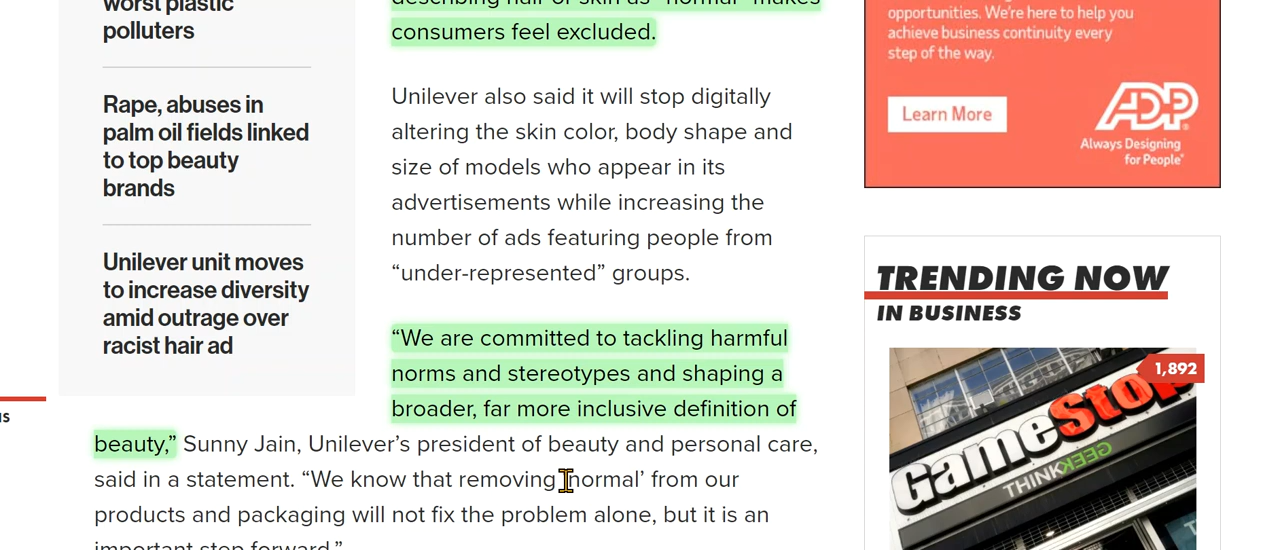 worst plastic
polluters
Rape, abuses in
palm oil fields linked
to top beauty
brands
Unilever unit moves
to increase diversity
amid outrage over
racist hair ad
describing hair or skin as “normal” makes
consumers feel excluded.
Unilever also said it will stop digitally
altering the skin color, body shape and
size of models who appear in its
advertisements while increasing the
number of ads featuring people from
“under-represented” groups.
“We are committed to tackling harmful
norms and stereotypes and shaping a
broader, far more inclusive definition of
beauty,” Sunny Jain, Unilever’s president of beauty and personal care,
said in a statement. “We know that removing ‘normal’ from our
products and packaging will not fix the problem alone, but it is an
important step forward.”
opportunities. We’re here to help you
achieve business continuity every
step of the way.
Learn More
ADP
Always Designing
for People®
TRENDING NOW
IN BUSINESS
1,892
GameStop
THINKGEEK